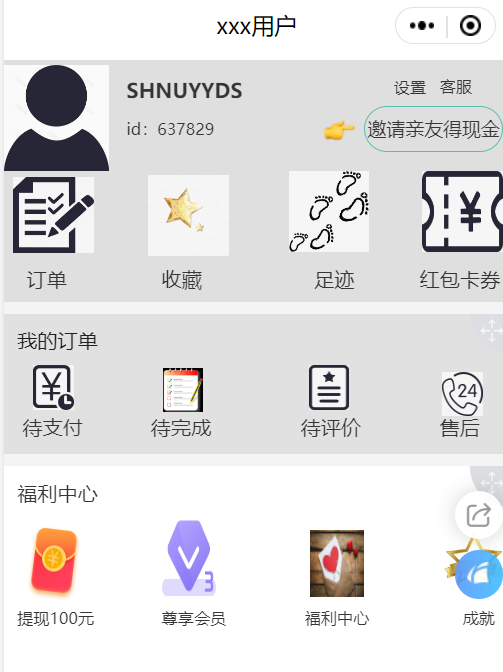 xxx用户
SHNUYYDS
设置 客服
id：637829
邀请亲友得现金
订单 收藏 足迹 红包卡券
我的订单
24
待支付 待完成 待评价 售后
福利中心
3
提现100元 尊享会员 福利中心 成就